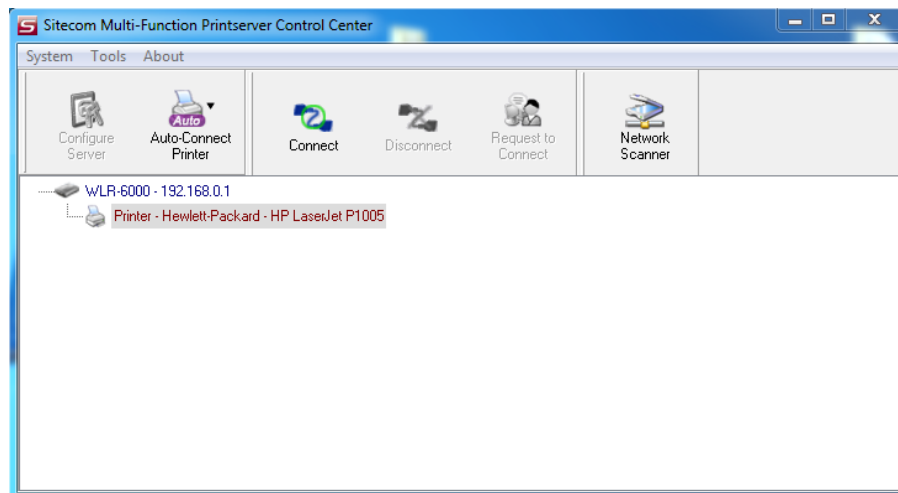 Sitecom Multi-Function Printserver Control Center
System Tools About
Configure Server
Auto
Auto-Connect Printer
Connect
Disconnect
Request to Connect
Network Scanner
WLR-6000 - 192.168.0.1
Printer - Hewlett-Packard - HP LaserJet P1005